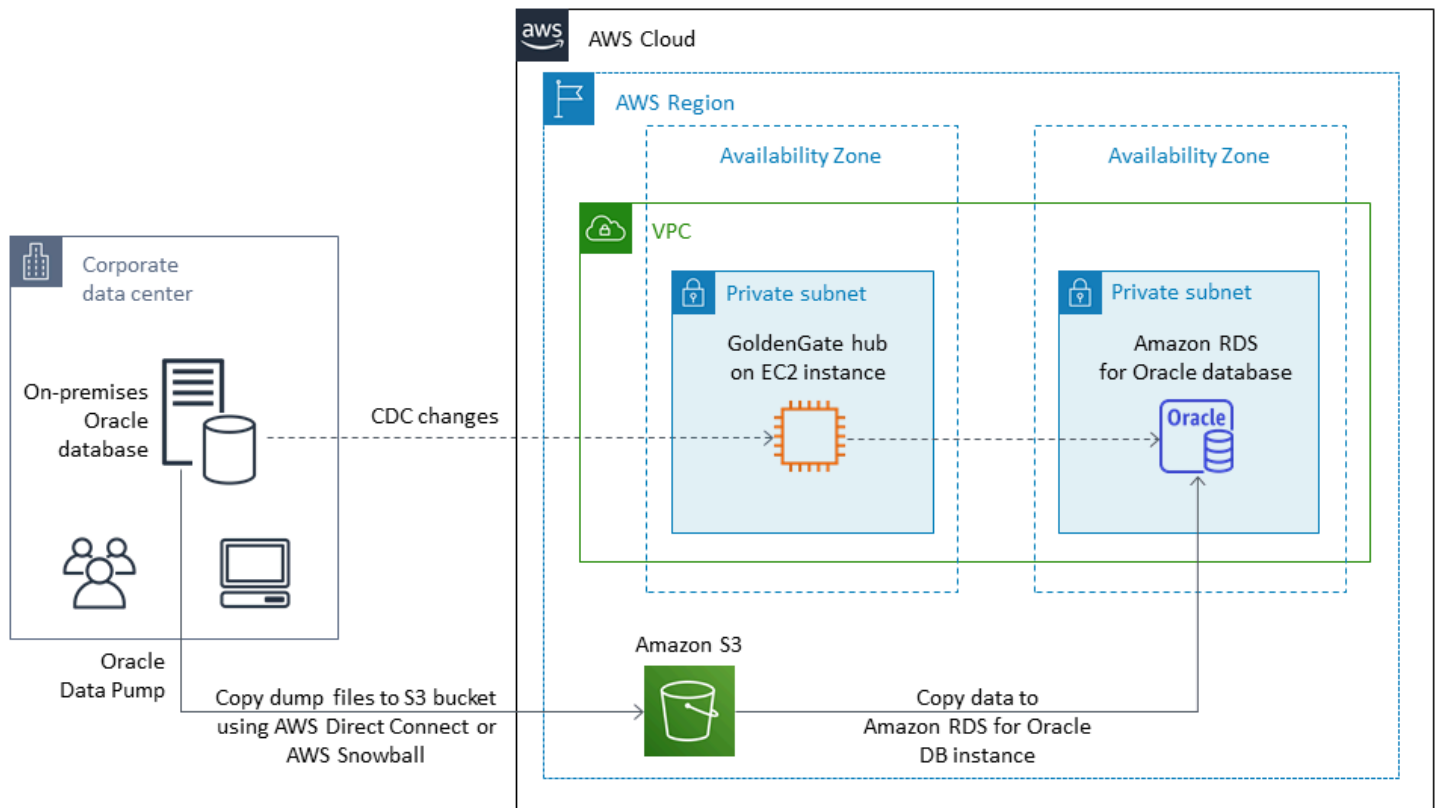 aws
AWS Cloud
AWS Region
Availability Zone
Availability Zone
VPC
Corporate
data center
Private subnet
Private subnet
GoldenGate hub
on EC2 instance
Amazon RDS
for Oracle database
Oracle
On-premises
Oracle
database
CDC changes
Amazon S3
Oracle
Data Pump
Copy dump files to S3 bucket
using AWS Direct Connect or
AWS Snowball
Copy data to
Amazon RDS for Oracle
DB instance